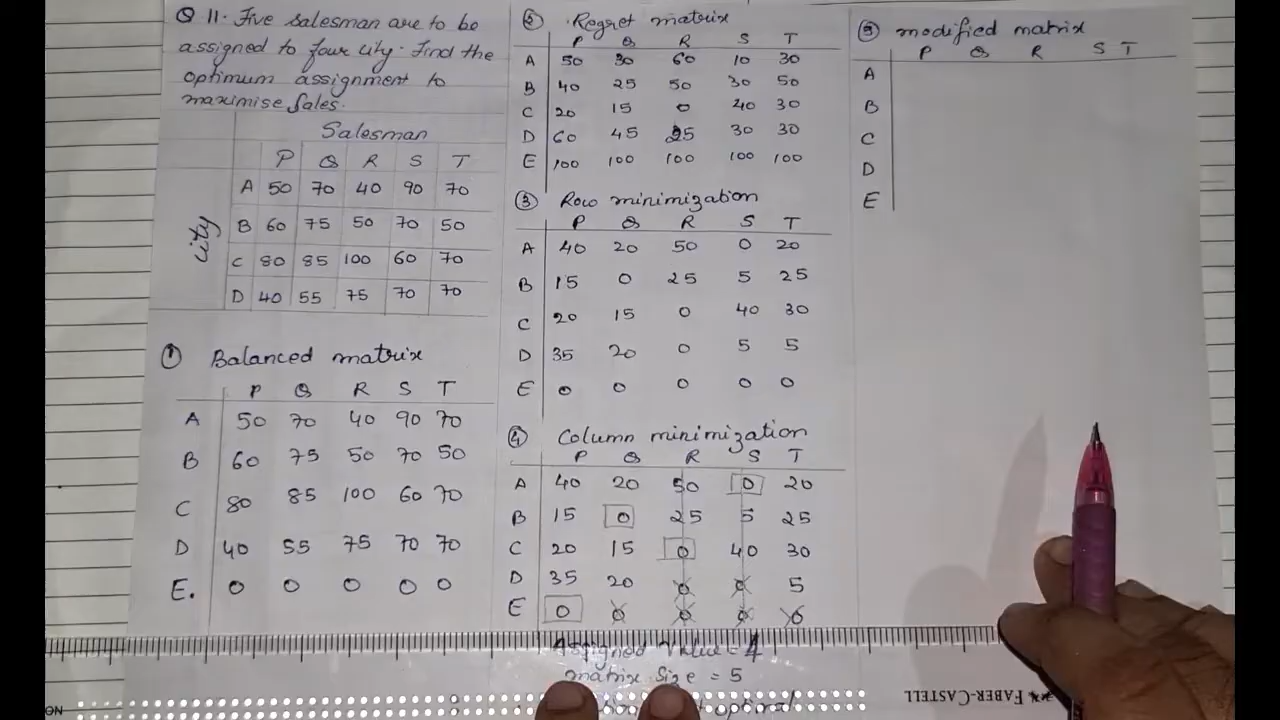 Q 11. Five salesman are to be
assigned to four city. Find the
optimum assignment to
maximise Sales.
Salesman
P Q R S T
city
A 50 70 40 90 70
B 60 75 50 70 50
C 80 85 100 60 70
D 40 55 75 70 70
① Balanced matrix
P Q R S T
A 50 70 40 90 70
B 60 75 50 70 50
C 80 85 100 60 70
D 40 55 75 70 70
E. 0 0 0 0 0
② Regret matrix
P Q R S T
A 50 30 60 10 30
B 40 25 50 30 50
C 20 15 0 40 30
D 60 45 25 30 30
E 100 100 100 100 100
③ Row minimization
P Q R S T
A 40 20 50 0 20
B 15 0 25 5 25
C 20 15 0 40 30
D 35 20 0 5 5
E 0 0 0 0 0
④ Column minimization
P Q R S T
A 40 20 50 0 20
B 15 0 25 5 25
C 20 15 0 40 30
D 35 20 0 0 5
E 0 0 0 0 0
Assigned Value = 4
matrix Size = 5
⑤ modified matrix
P Q R S T
A
B
C
D
E
FABER-CASTELL